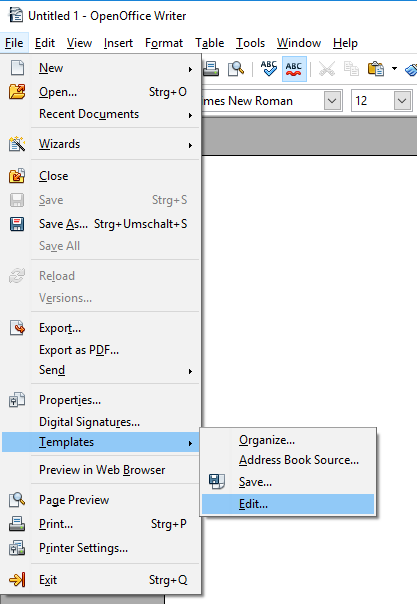 Untitled 1 - OpenOffice Writer
File Edit View Insert Format Table Tools Window Help
New
Open... Strg+O
mes New Roman 12
Recent Documents
Wizards
Close
Save Strg+S
Save As... Strg+Umschalt+S
Save All
Reload
Versions...
Export...
Export as PDF...
Send
Properties...
Digital Signatures...
Templates
Organize...
Address Book Source...
Save...
Edit...
Preview in Web Browser
Page Preview
Print... Strg+P
Printer Settings...
Exit Strg+Q
ABC
ABC